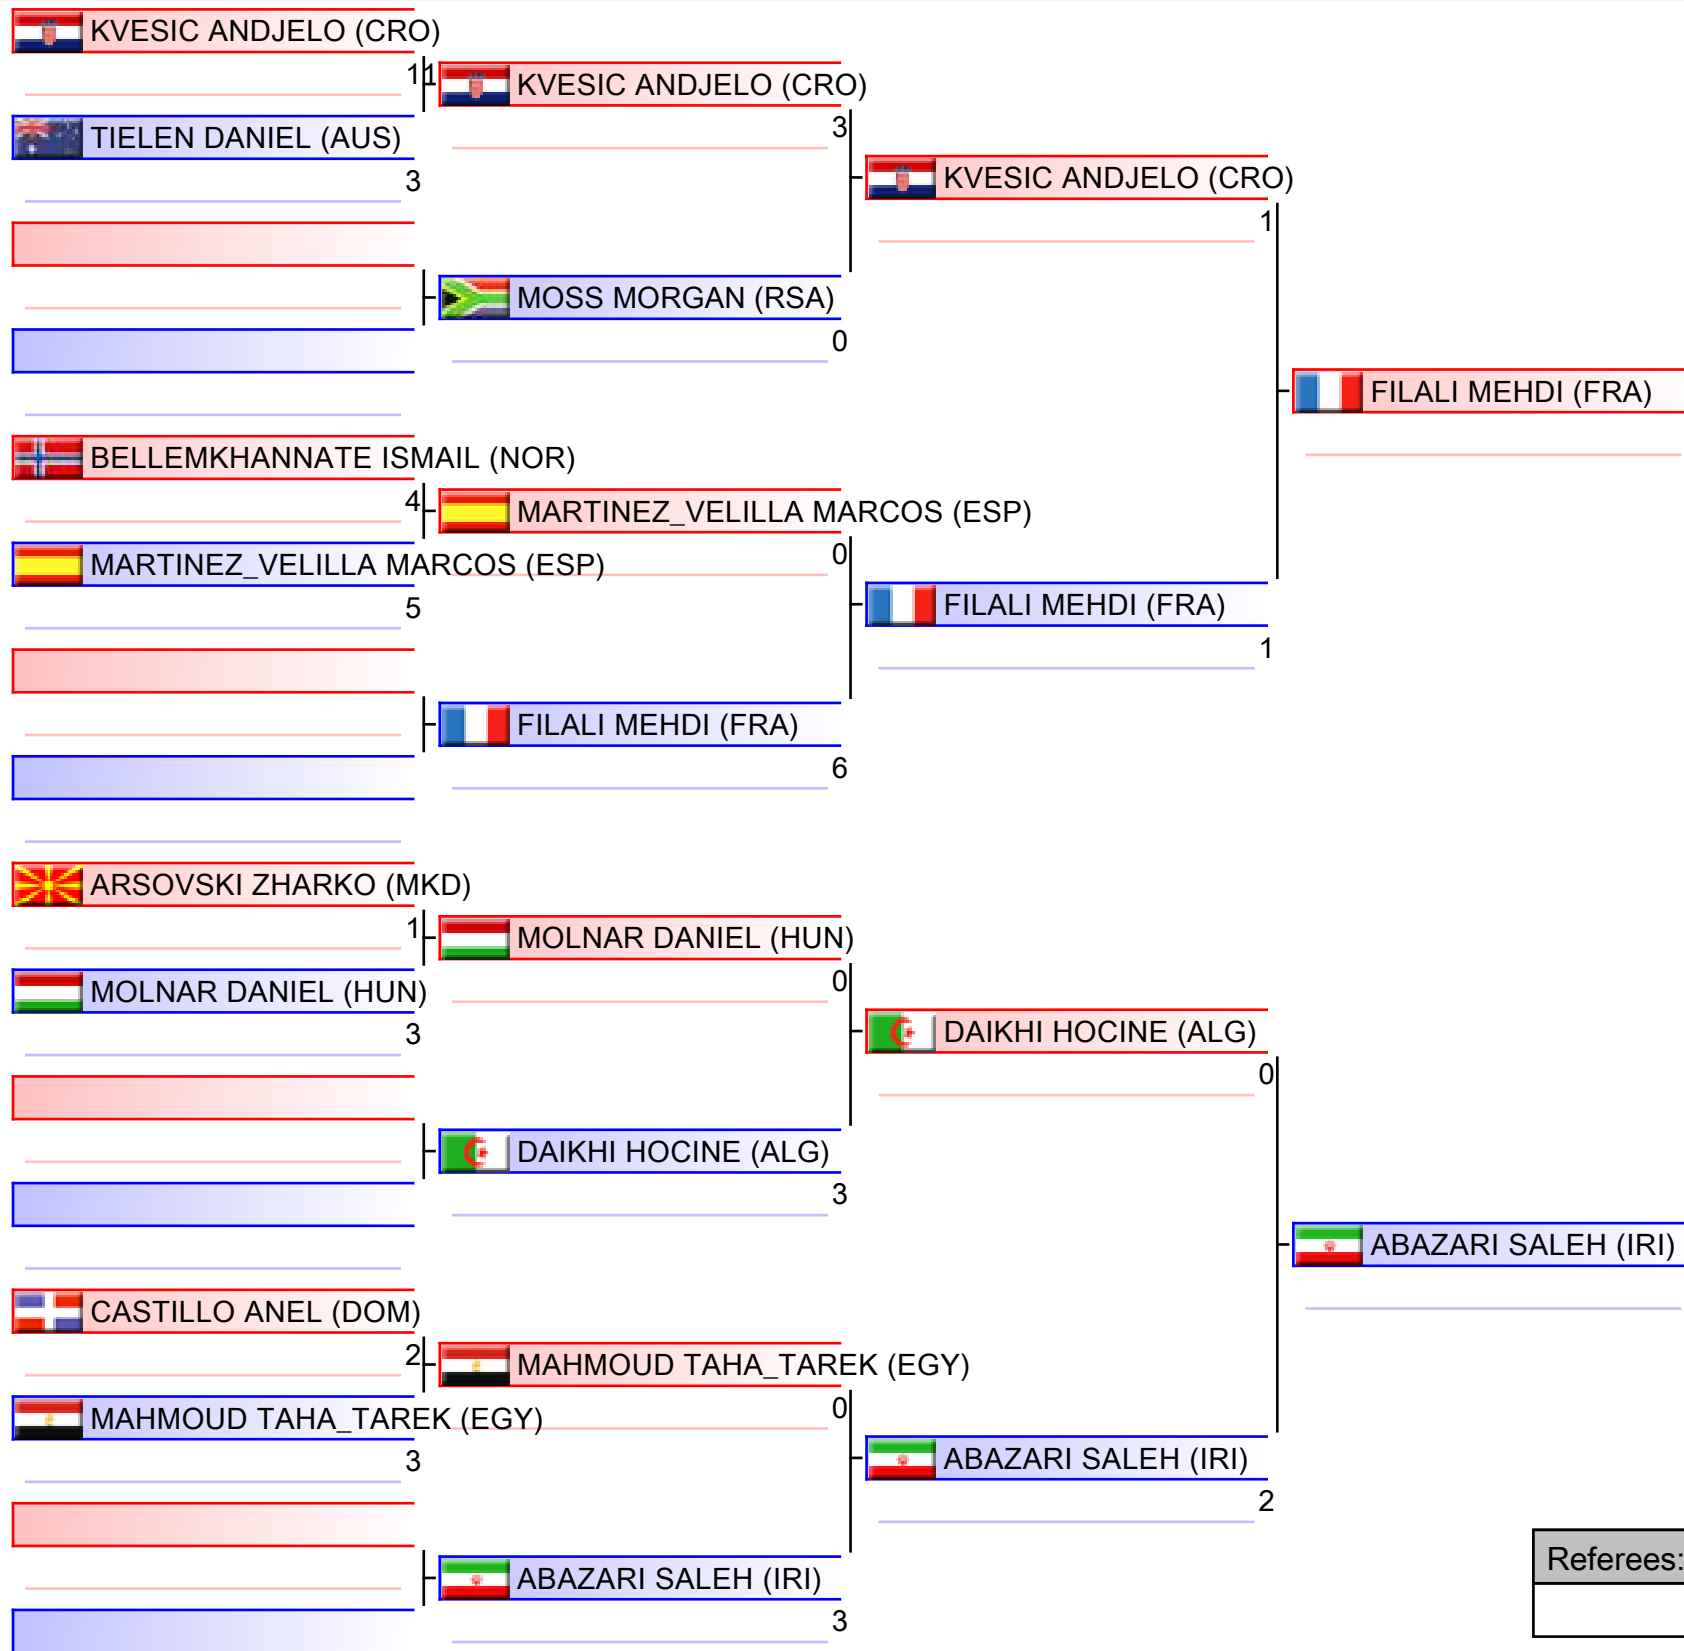 KVESIC ANDJELO (CRO)
11
KVESIC ANDJELO (CRO)
TIELEN DANIEL (AUS)
3
3
KVESIC ANDJELO (CRO)
1
MOSS MORGAN (RSA)
0
FILALI MEHDI (FRA)
BELLEMKHANNATE ISMAIL (NOR)
4
MARTINEZ_VELILLA MARCOS (ESP)
MARTINEZ_VELILLA MARCOS (ESP)
0
5
FILALI MEHDI (FRA)
1
FILALI MEHDI (FRA)
6
ARSOVSKI ZHARKO (MKD)
1
MOLNAR DANIEL (HUN)
MOLNAR DANIEL (HUN)
0
3
DAIKHI HOCINE (ALG)
0
DAIKHI HOCINE (ALG)
3
ABAZARI SALEH (IRI)
CASTILLO ANEL (DOM)
2
MAHMOUD TAHA_TAREK (EGY)
MAHMOUD TAHA_TAREK (EGY)
0
3
ABAZARI SALEH (IRI)
2
ABAZARI SALEH (IRI)
3
Referees: